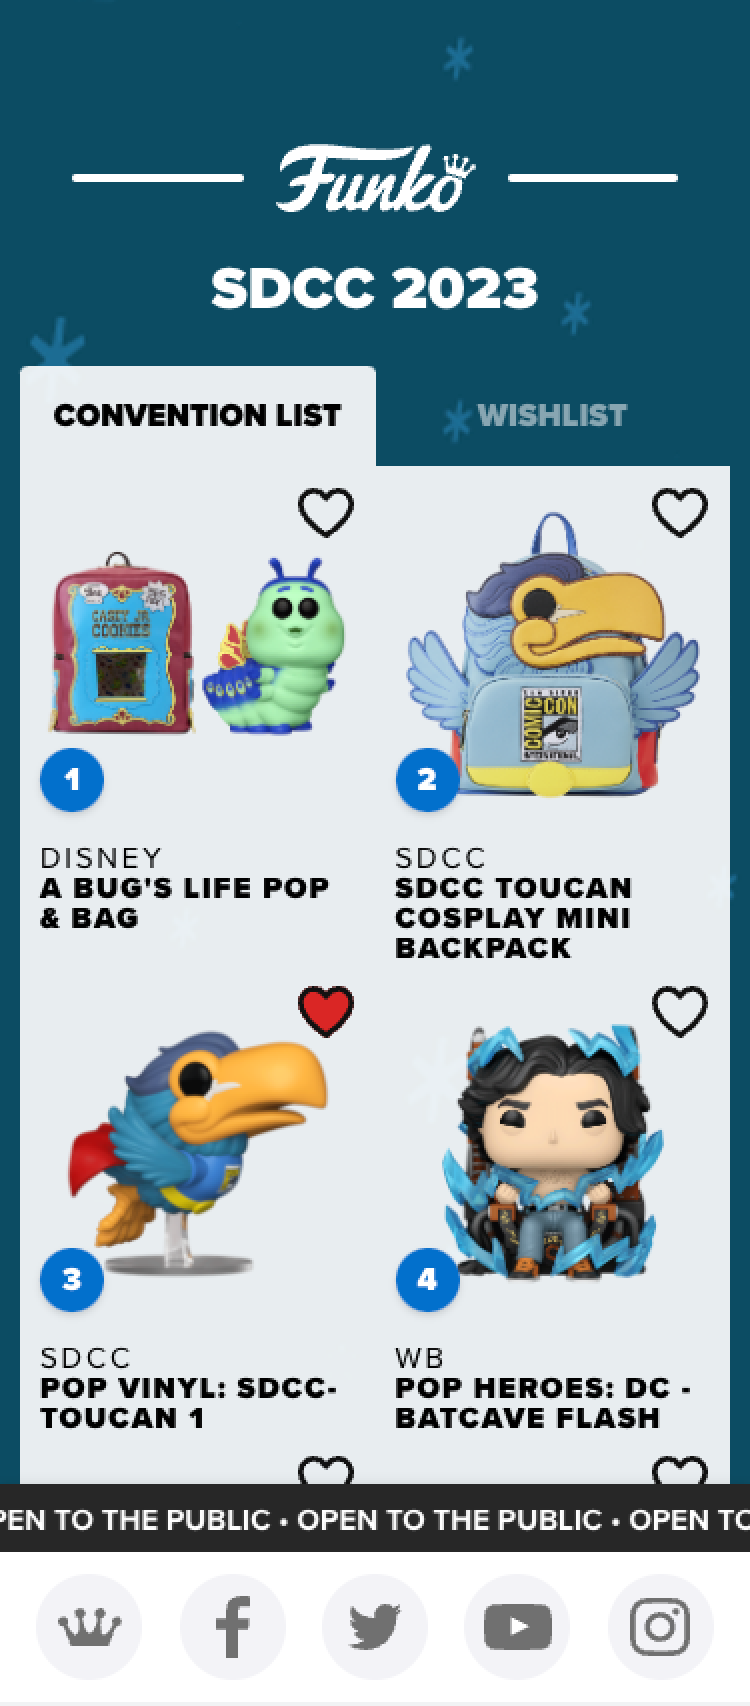 Funko
SDCC 2023
CONVENTION LIST
WISHLIST
CASEY JR.
COOKIES
SAN DIEGO
COMIC CON
INTERNATIONAL
1
2
DISNEY
A BUG'S LIFE POP
& BAG
SDCC
SDCC TOUCAN
COSPLAY MINI
BACKPACK
3
4
SDCC
POP VINYL: SDCC-
TOUCAN 1
WB
POP HEROES: DC -
BATCAVE FLASH
PEN TO THE PUBLIC • OPEN TO THE PUBLIC • OPEN TO